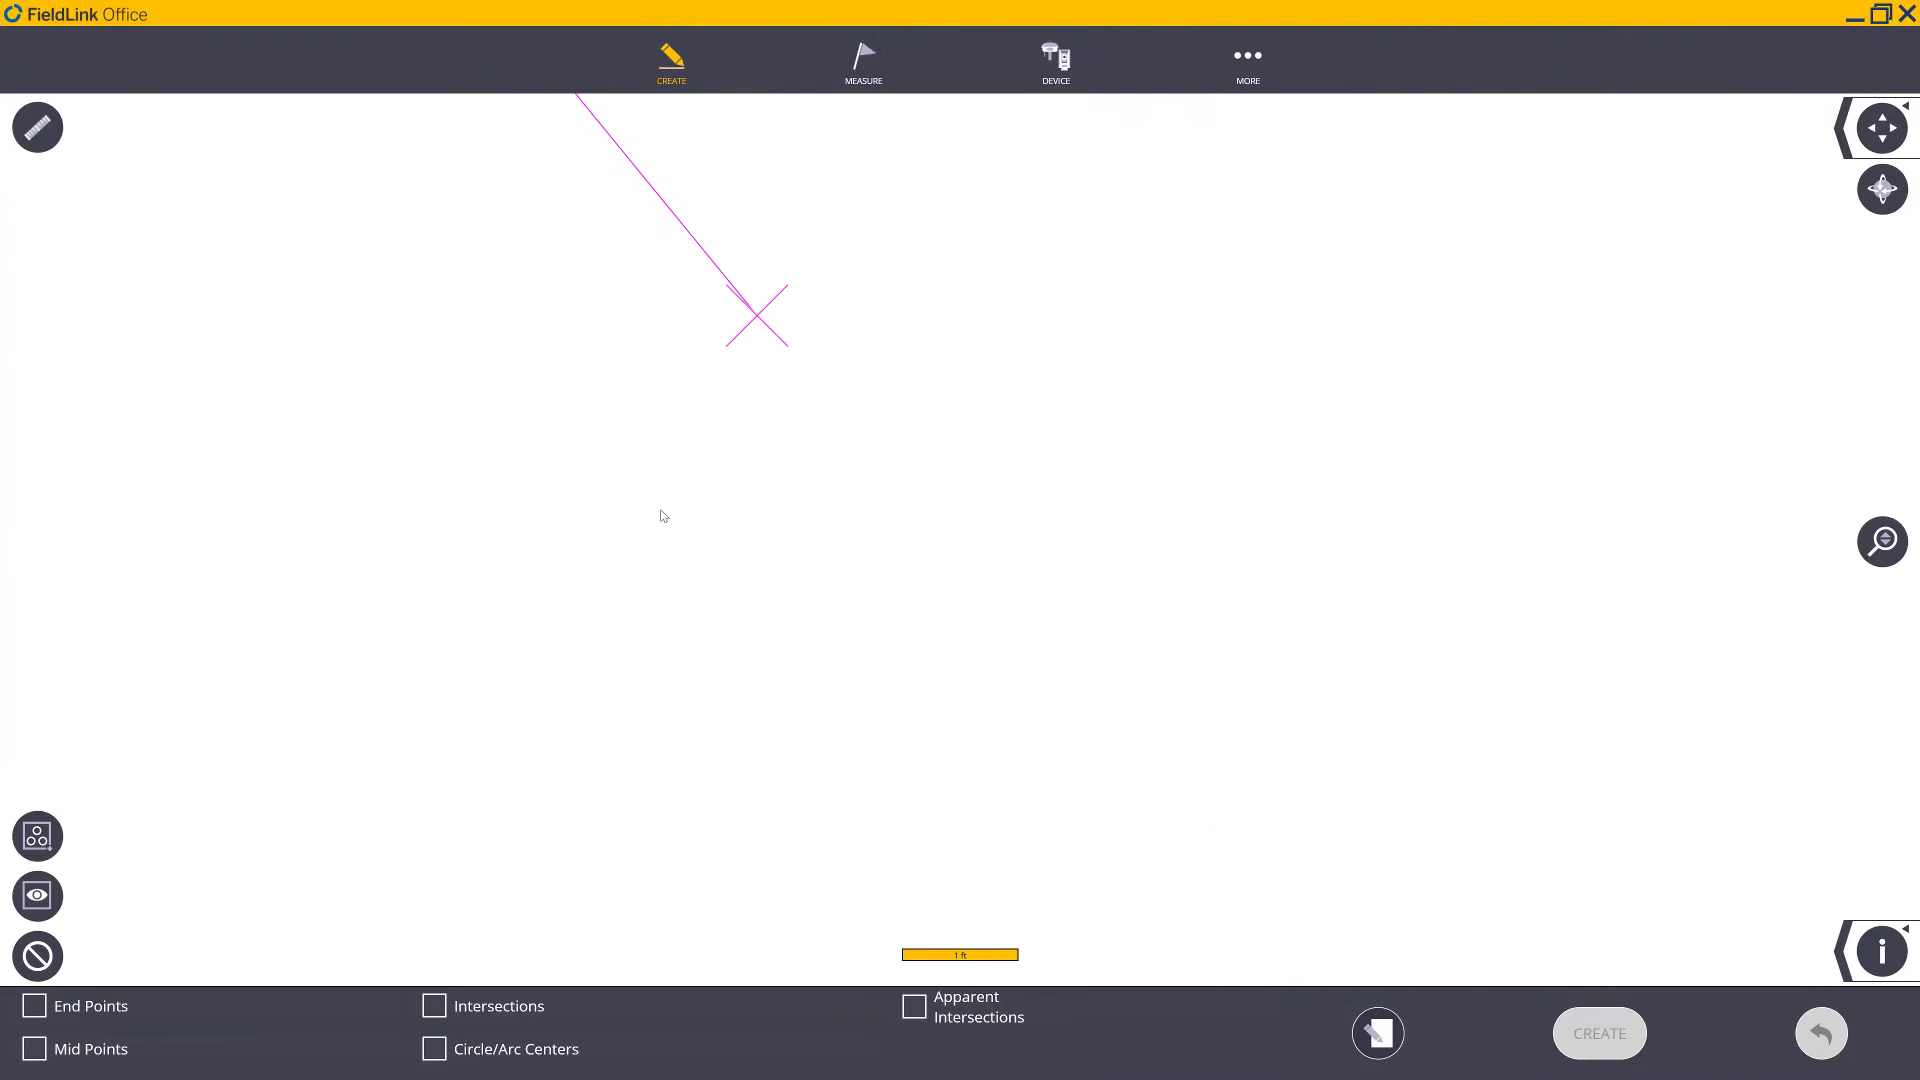 FieldLink Office
CREATE
MEASURE
DEVICE
MORE
1 ft
End Points
Intersections
Apparent
Intersections
Mid Points
Circle/Arc Centers
CREATE